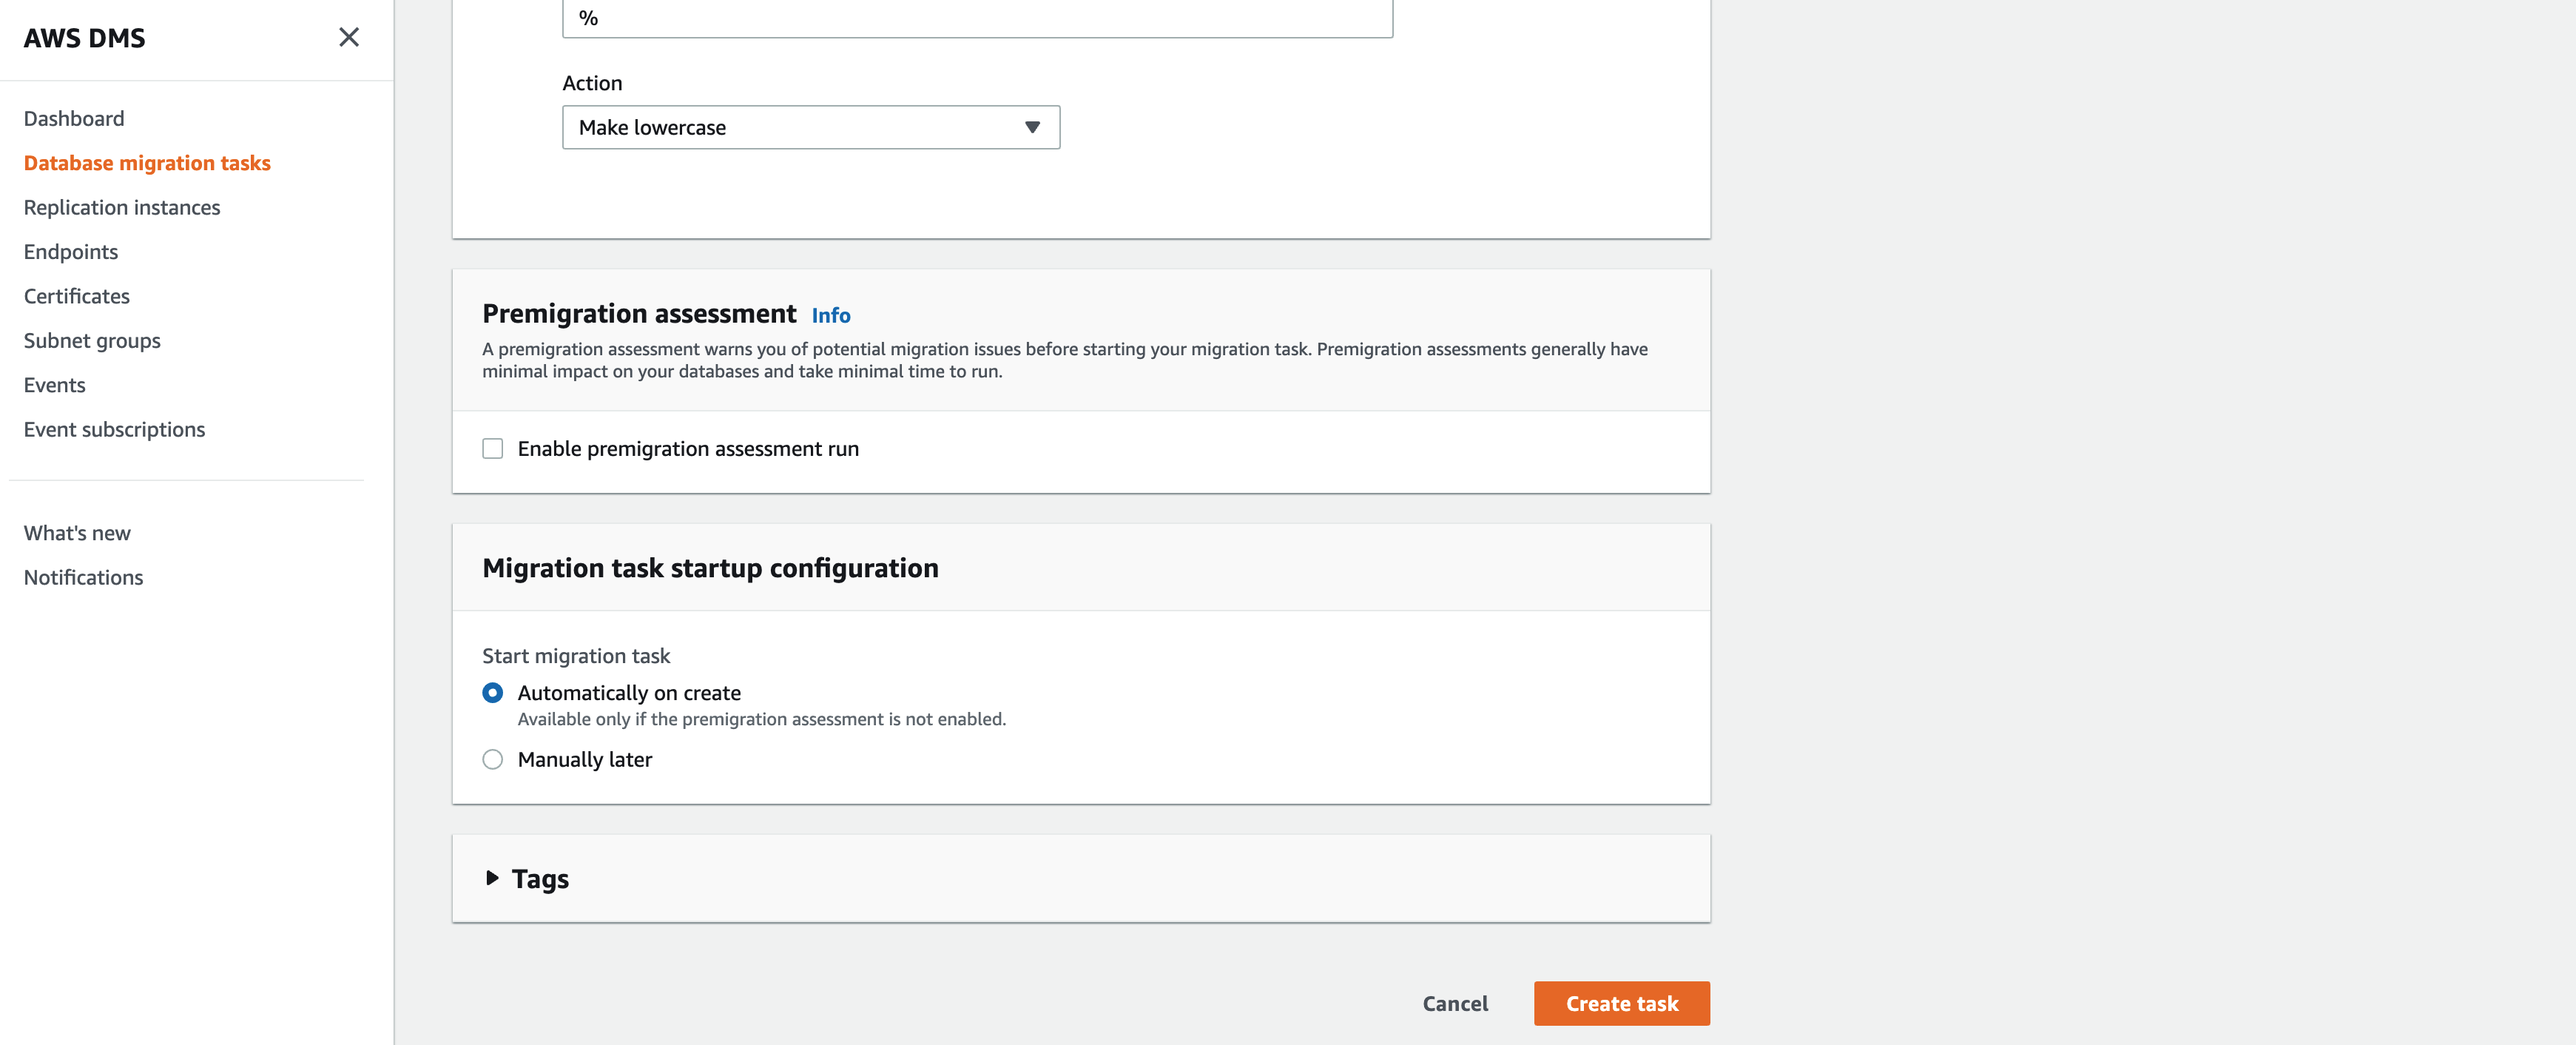 AWS DMS
Dashboard
Database migration tasks
Replication instances
Endpoints
Certificates
Subnet groups
Events
Event subscriptions
What's new
Notifications
%
Action
Make lowercase
Premigration assessment Info
A premigration assessment warns you of potential migration issues before starting your migration task. Premigration assessments generally have
minimal impact on your databases and take minimal time to run.
Enable premigration assessment run
Migration task startup configuration
Start migration task
Automatically on create
Available only if the premigration assessment is not enabled.
Manually later
Tags
Cancel
Create task